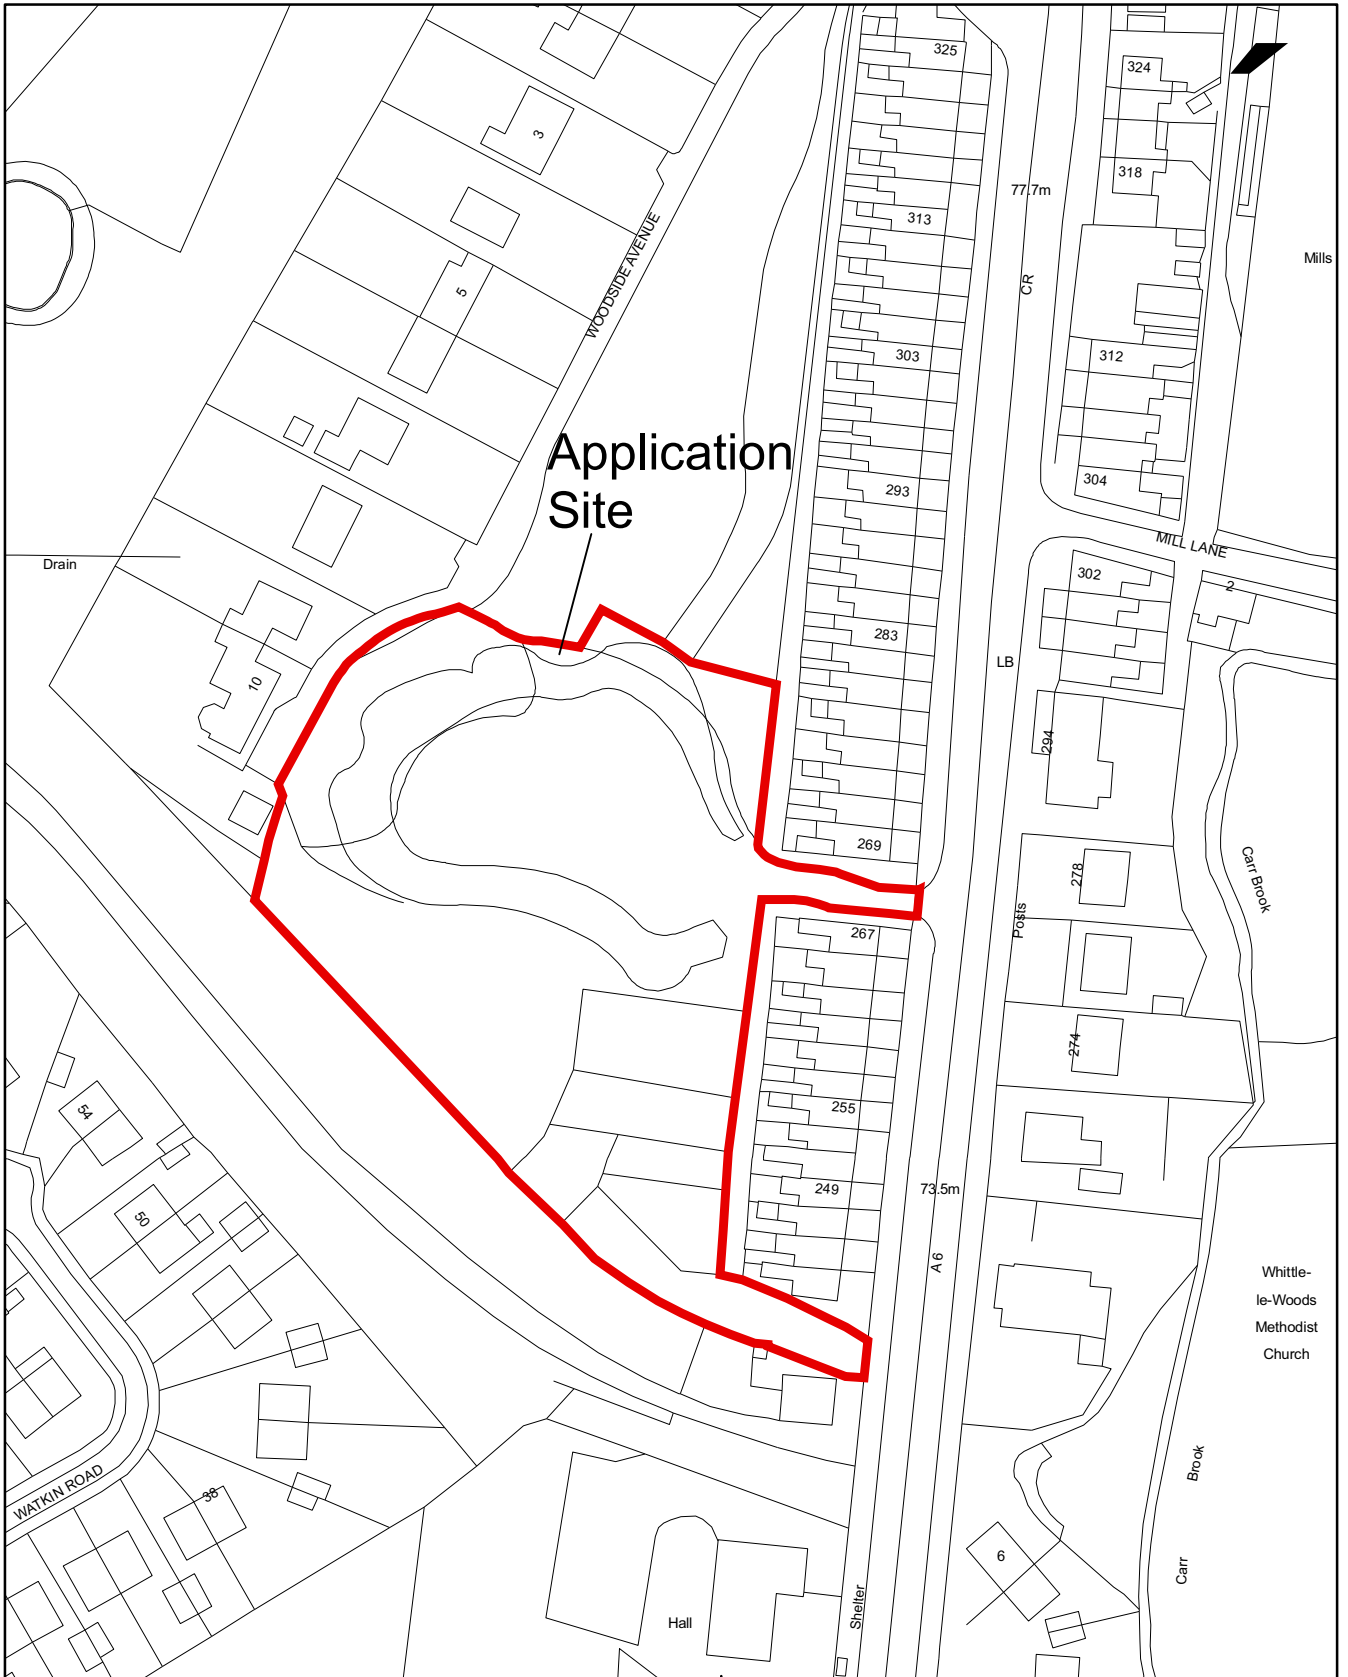 325
324
3
318
77.7m
313
WOODSIDE AVENUE
Mills
CR
5
303
312
Application
Site
293
304
MILL LANE
Drain
302
2
283
LB
10
294
269
278
Carr Brook
Posts
267
274
54
255
249
73.5m
50
A 6
Whittle-
le-Woods
Methodist
Church
WATKIN ROAD
38
Brook
6
Carr
Shelter
Hall